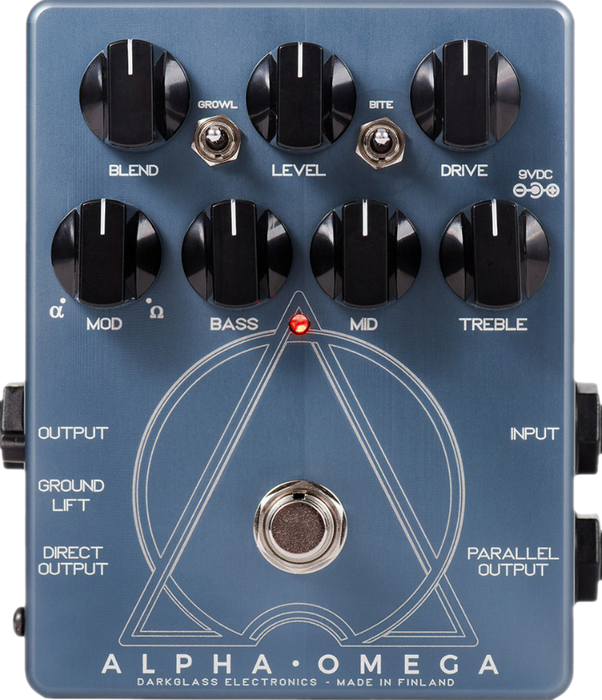 GROWL
BITE
BLEND
LEVEL
DRIVE
9VDC
α
Ω
MOD
BASS
MID
TREBLE
OUTPUT
INPUT
GROUND
LIFT
DIRECT
OUTPUT
PARALLEL
OUTPUT
ALPHA·OMEGA
DARKGLASS ELECTRONICS - MADE IN FINLAND